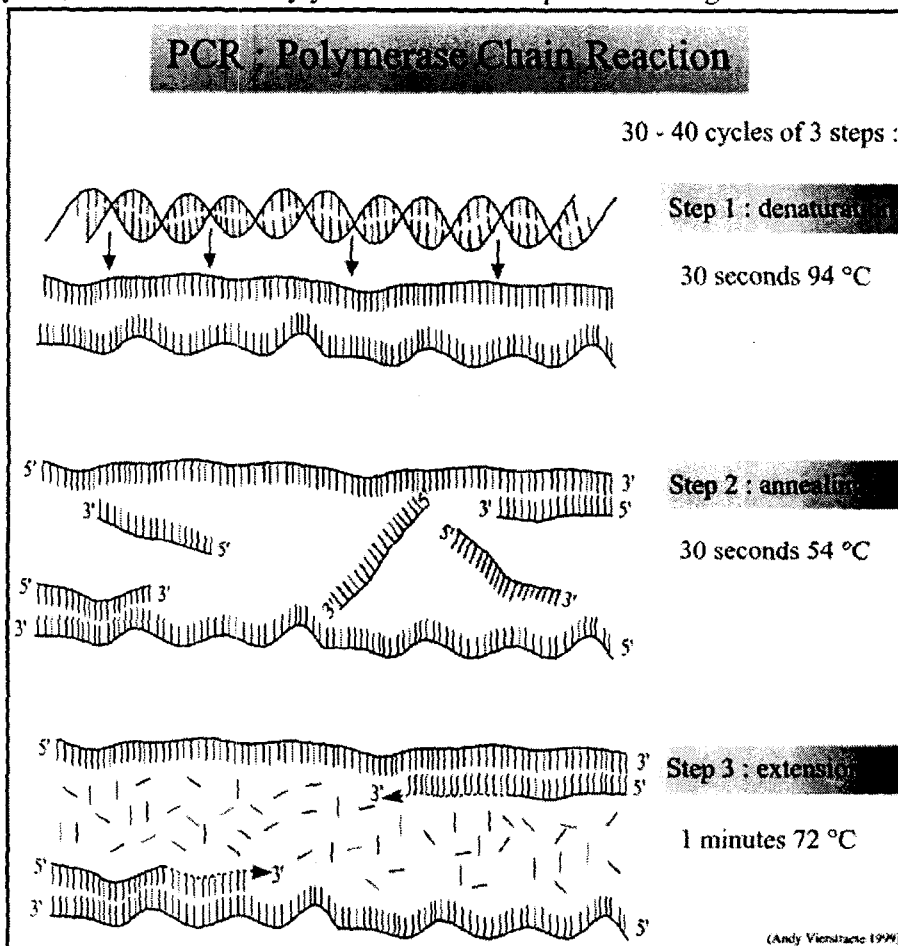 PCR : Polymerase Chain Reaction
30 - 40 cycles of 3 steps :
Step 1 : denaturation
30 seconds 94 °C
5' 3'
Step 2 : annealing
3' 5'
5'
3' 5'
30 seconds 54 °C
5'
5' 3'
3'
3'
3' 5'
5' 3'
Step 3 : extension
3' 5'
1 minutes 72 °C
5' 3'
3' 5'
(Andy Vierstraete 1999)